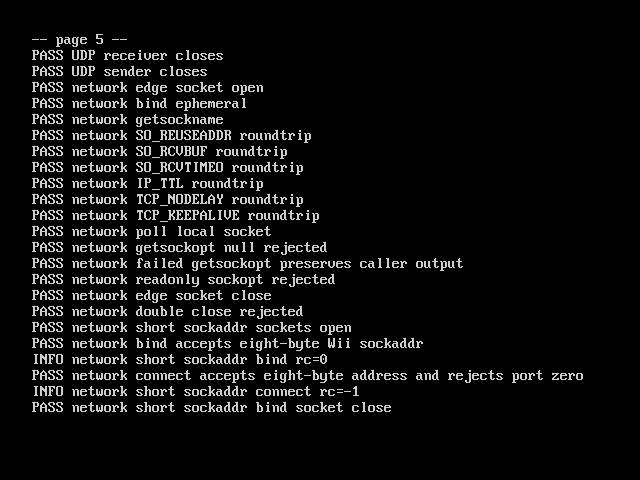 -- page 5 --
PASS UDP receiver closes
PASS UDP sender closes
PASS network edge socket open
PASS network bind ephemeral
PASS network getsockname
PASS network SO_REUSEADDR roundtrip
PASS network SO_RCVBUF roundtrip
PASS network SO_RCVTIMEO roundtrip
PASS network IP_TTL roundtrip
PASS network TCP_NODELAY roundtrip
PASS network TCP_KEEPALIVE roundtrip
PASS network poll local socket
PASS network getsockopt null rejected
PASS network failed getsockopt preserves caller output
PASS network readonly sockopt rejected
PASS network edge socket close
PASS network double close rejected
PASS network short sockaddr sockets open
PASS network bind accepts eight-byte Wii sockaddr
INFO network short sockaddr bind rc=0
PASS network connect accepts eight-byte address and rejects port zero
INFO network short sockaddr connect rc=-1
PASS network short sockaddr bind socket close